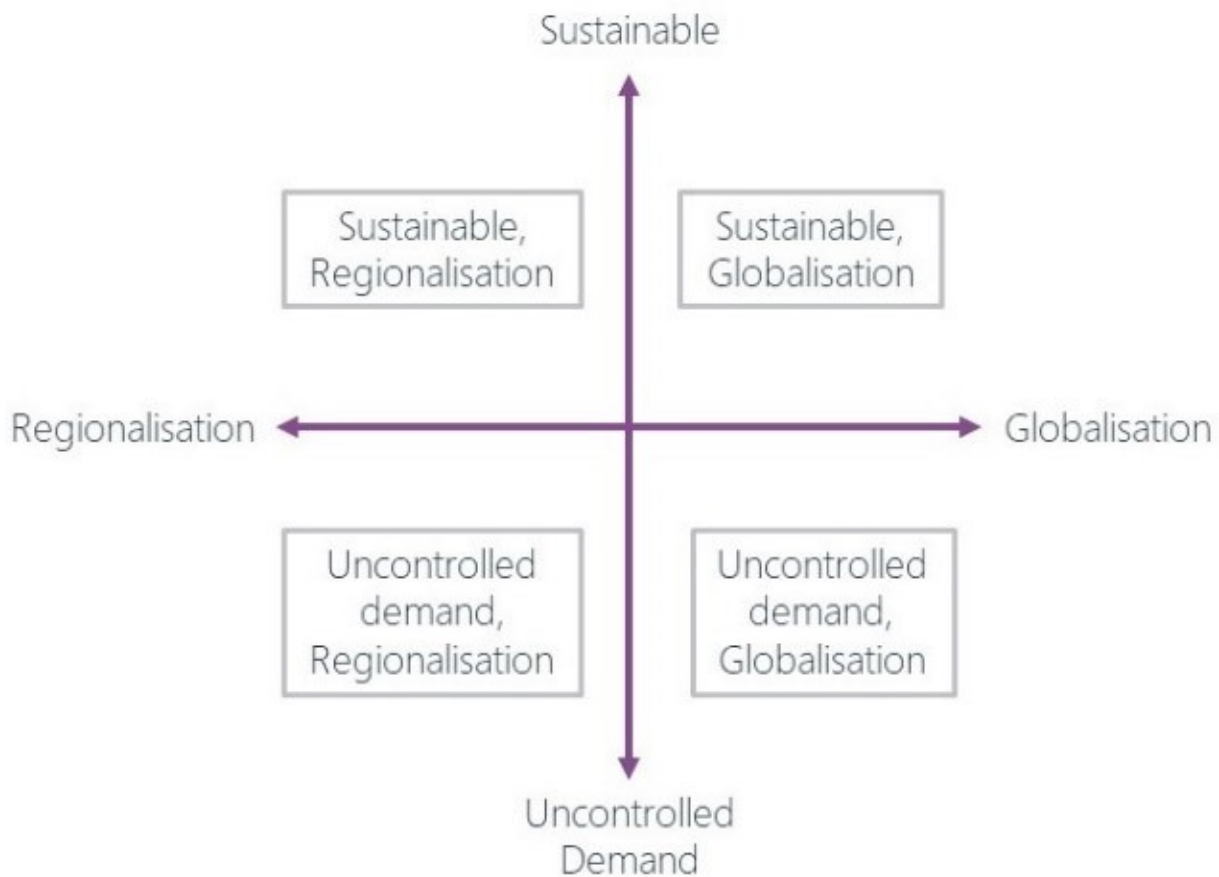 Sustainable
Sustainable,
Regionalisation
Sustainable,
Globalisation
Regionalisation
Globalisation
Uncontrolled
demand,
Regionalisation
Uncontrolled
demand,
Globalisation
Uncontrolled
Demand